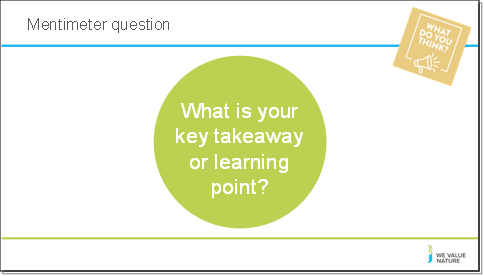 Mentimeter question
WHAT
DO YOU
THINK?
What is your
key takeaway
or learning
point?
WE VALUE
NATURE